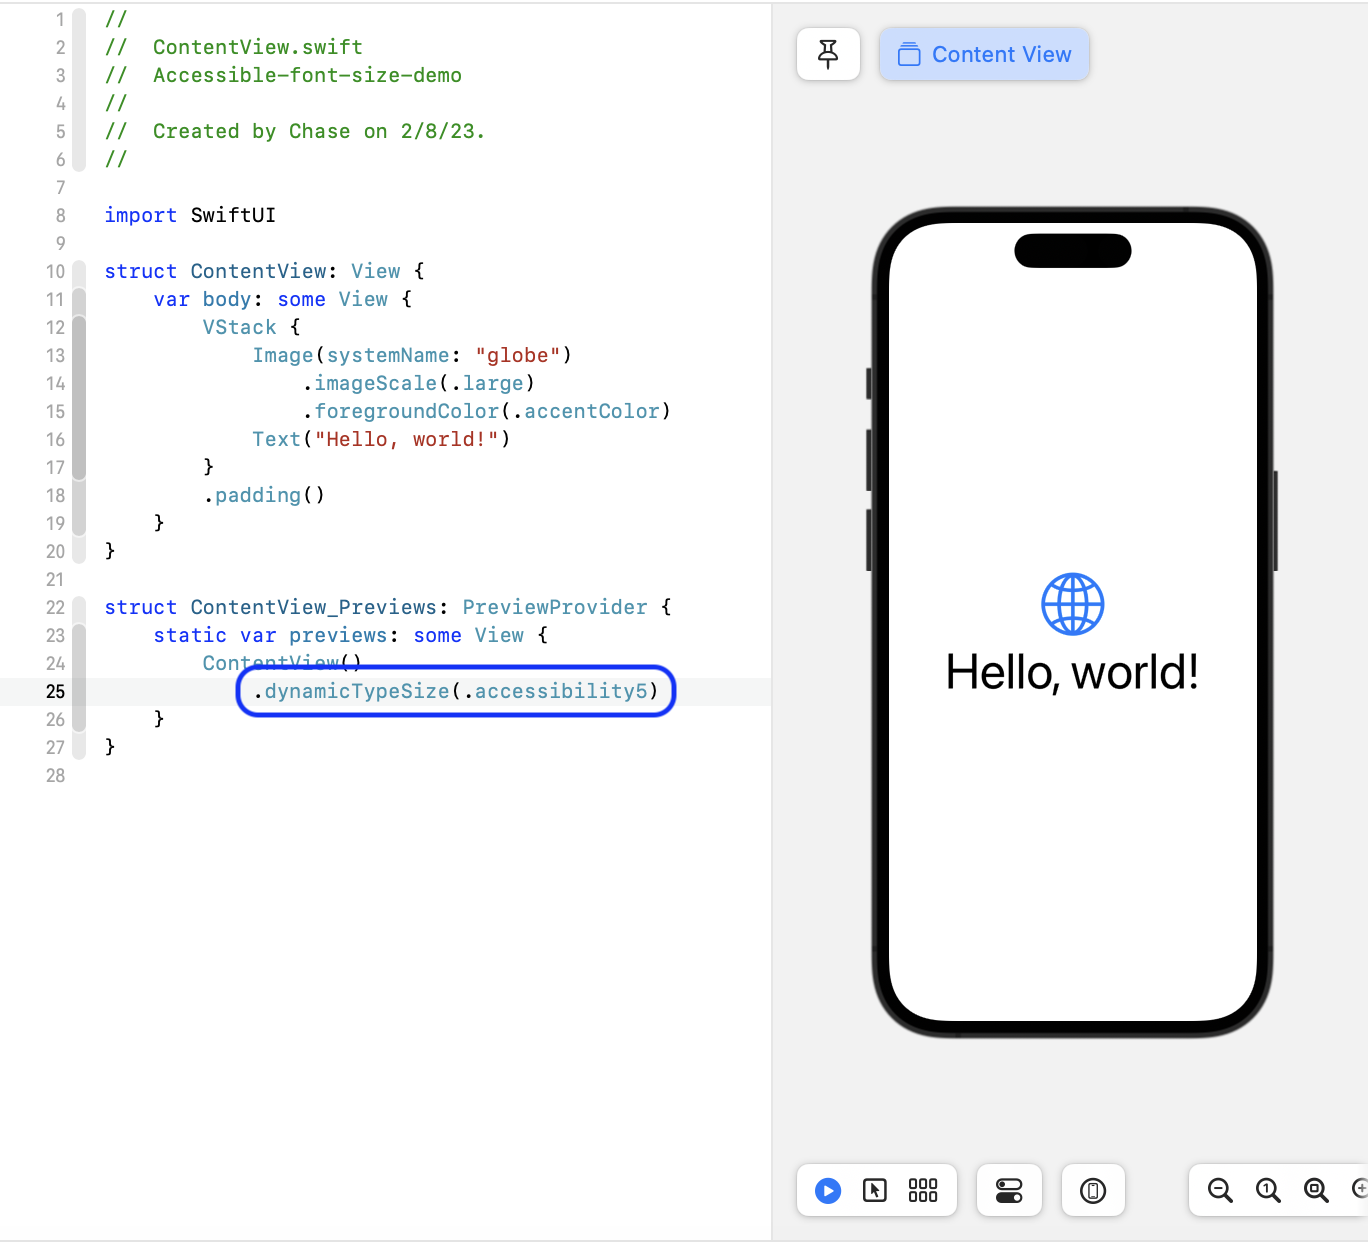 1 //
2 //  ContentView.swift
3 //  Accessible-font-size-demo
4 //
5 //  Created by Chase on 2/8/23.
6 //
7
8 import SwiftUI
9
10 struct ContentView: View {
11     var body: some View {
12         VStack {
13             Image(systemName: "globe")
14                 .imageScale(.large)
15                 .foregroundColor(.accentColor)
16             Text("Hello, world!")
17         }
18         .padding()
19     }
20 }
21
22 struct ContentView_Previews: PreviewProvider {
23     static var previews: some View {
24         ContentView()
25             .dynamicTypeSize(.accessibility5)
26     }
27 }
28
Content View
Hello, world!